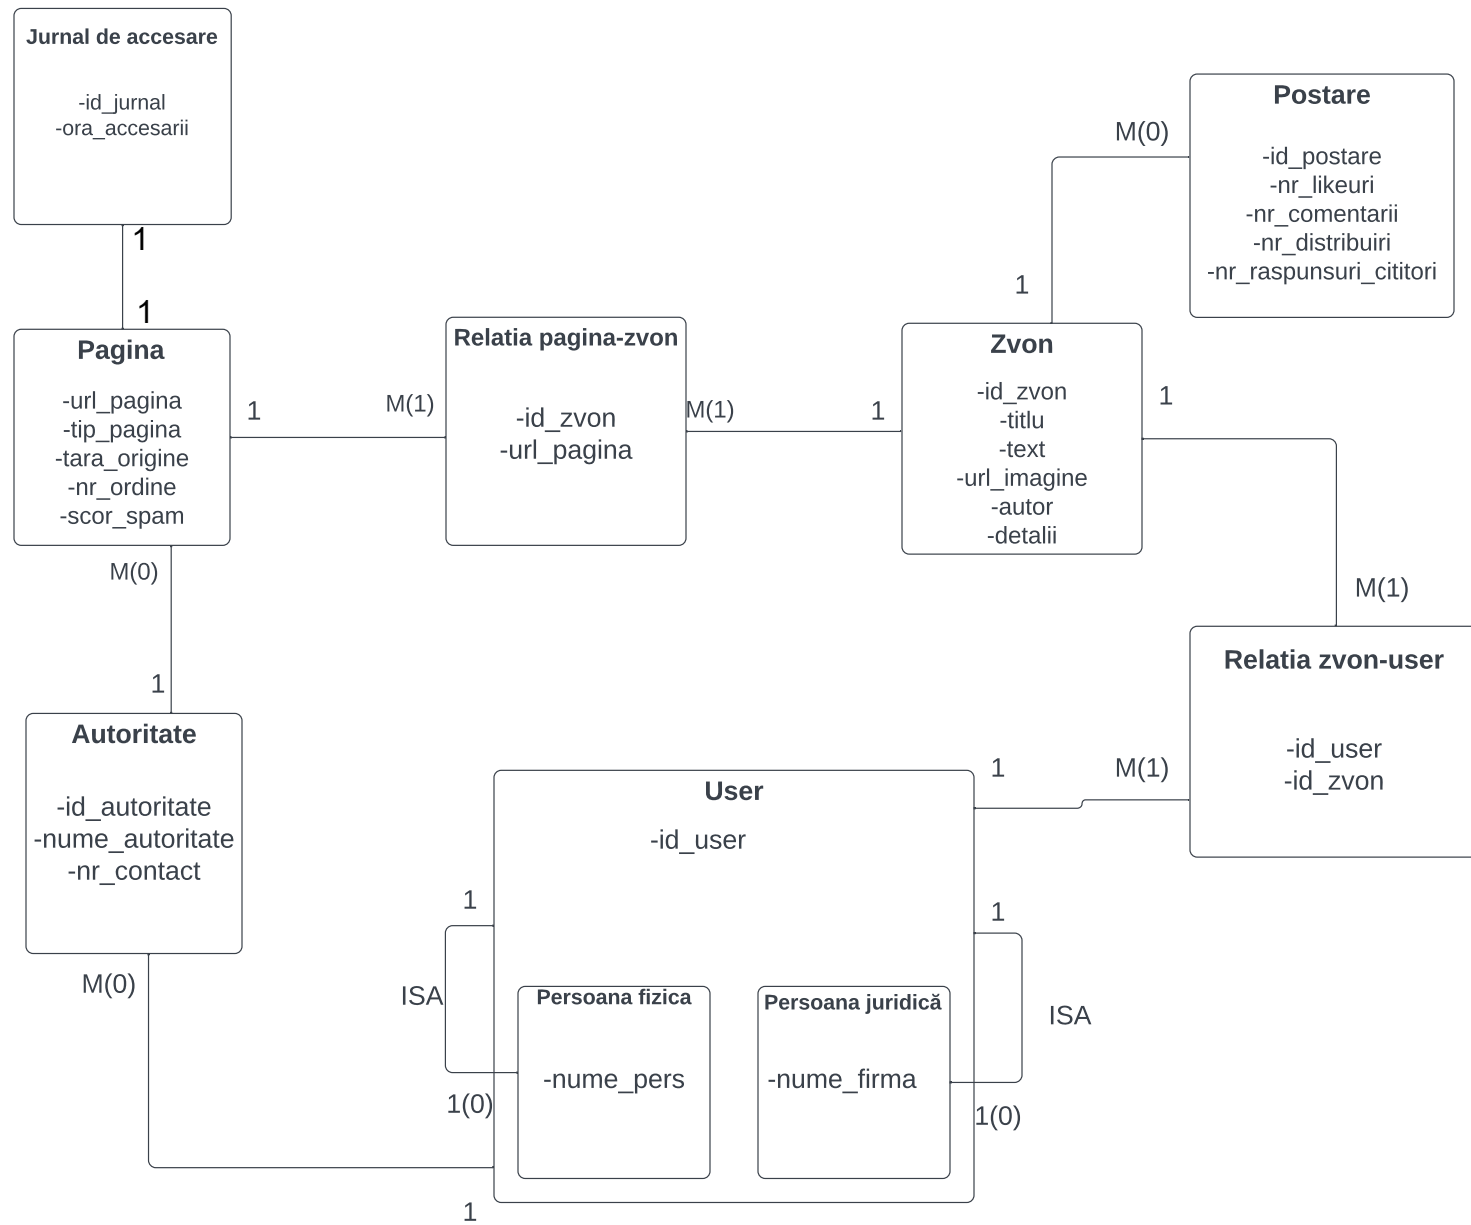 Jurnal de accesare
-id_jurnal
-ora_accesarii
1
1
Pagina
-url_pagina
-tip_pagina
-tara_origine
-nr_ordine
-scor_spam
1
M(1)
Relatia pagina-zvon
-id_zvon
-url_pagina
M(1)
1
Zvon
-id_zvon
-titlu
-text
-url_imagine
-autor
-detalii
1
M(0)
Postare
-id_postare
-nr_likeuri
-nr_comentarii
-nr_distribuiri
-nr_raspunsuri_cititori
1
M(1)
Relatia zvon-user
-id_user
-id_zvon
M(0)
1
Autoritate
-id_autoritate
-nume_autoritate
-nr_contact
M(0)
1
User
-id_user
1
M(1)
1
ISA
1(0)
Persoana fizica
-nume_pers
Persoana juridică
-nume_firma
1
ISA
1(0)